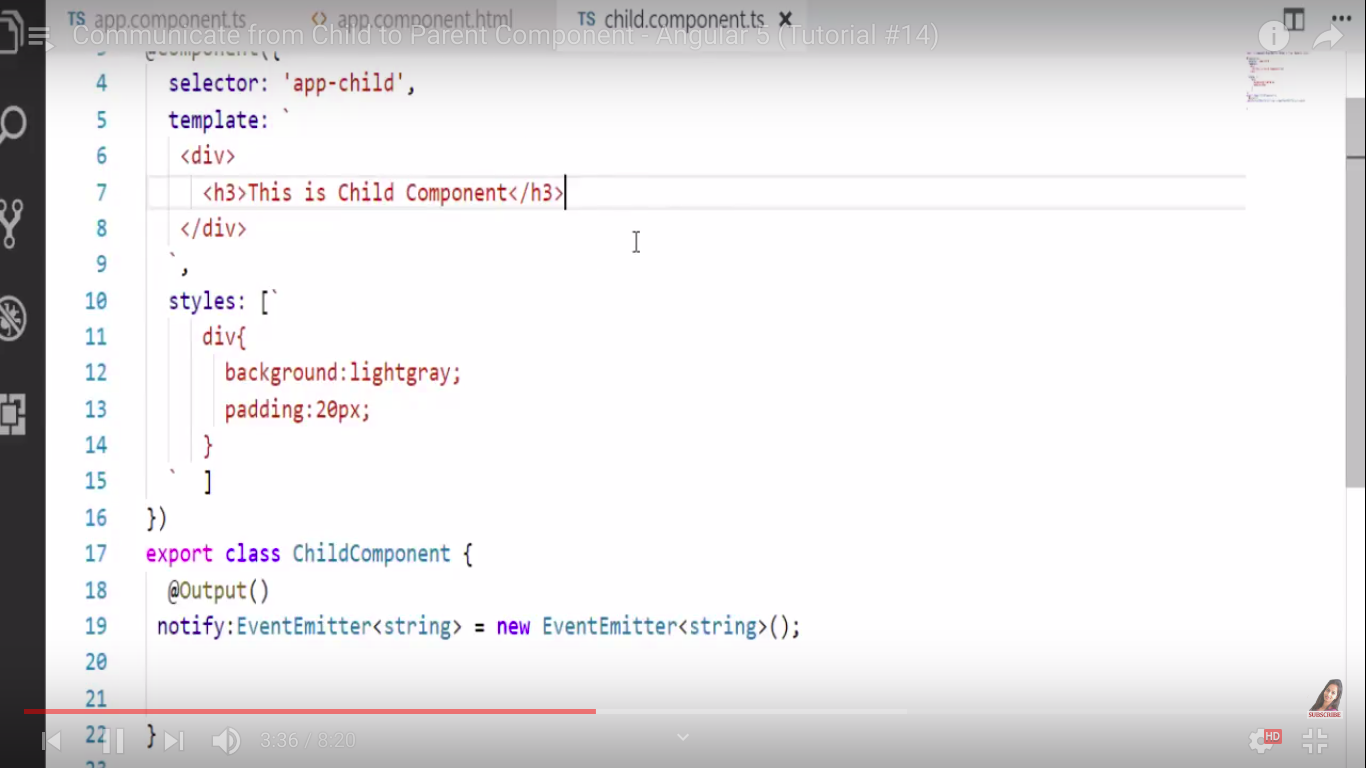 TS app.component.ts <> app.component.html TS child.component.ts
Communicate from Child to Parent Component - Angular 5 (Tutorial #14)
3 @Component({
4 selector: 'app-child',
5 template: `
6 <div>
7 <h3>This is Child Component</h3>
8 </div>
9 `,
10 styles: [`
11 div{
12 background:lightgray;
13 padding:20px;
14 }
15 ` ]
16 })
17 export class ChildComponent {
18 @Output()
19 notify:EventEmitter<string> = new EventEmitter<string>();
20
21
22 }
SUBSCRIBE
3:36 / 8:20
HD
23